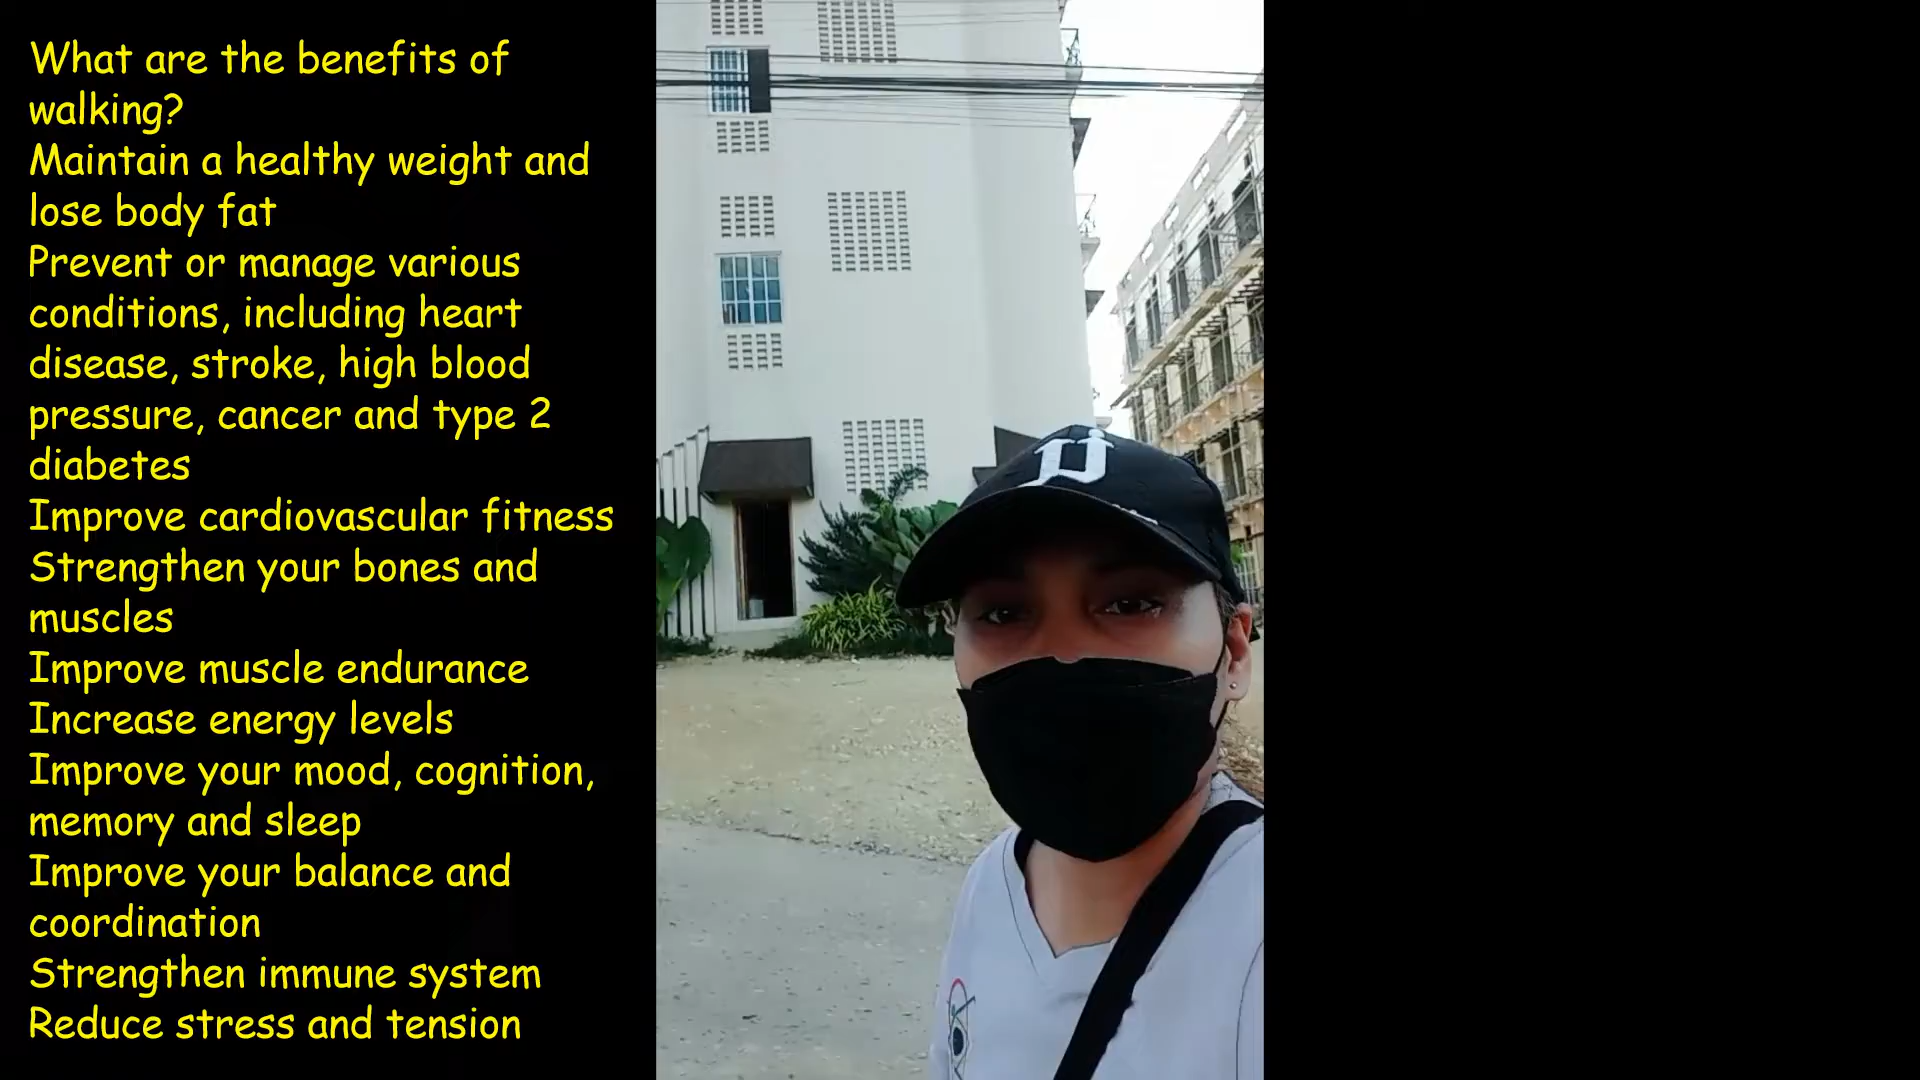 What are the benefits of
walking?
Maintain a healthy weight and
lose body fat
Prevent or manage various
conditions, including heart
disease, stroke, high blood
pressure, cancer and type 2
diabetes
Improve cardiovascular fitness
Strengthen your bones and
muscles
Improve muscle endurance
Increase energy levels
Improve your mood, cognition,
memory and sleep
Improve your balance and
coordination
Strengthen immune system
Reduce stress and tension